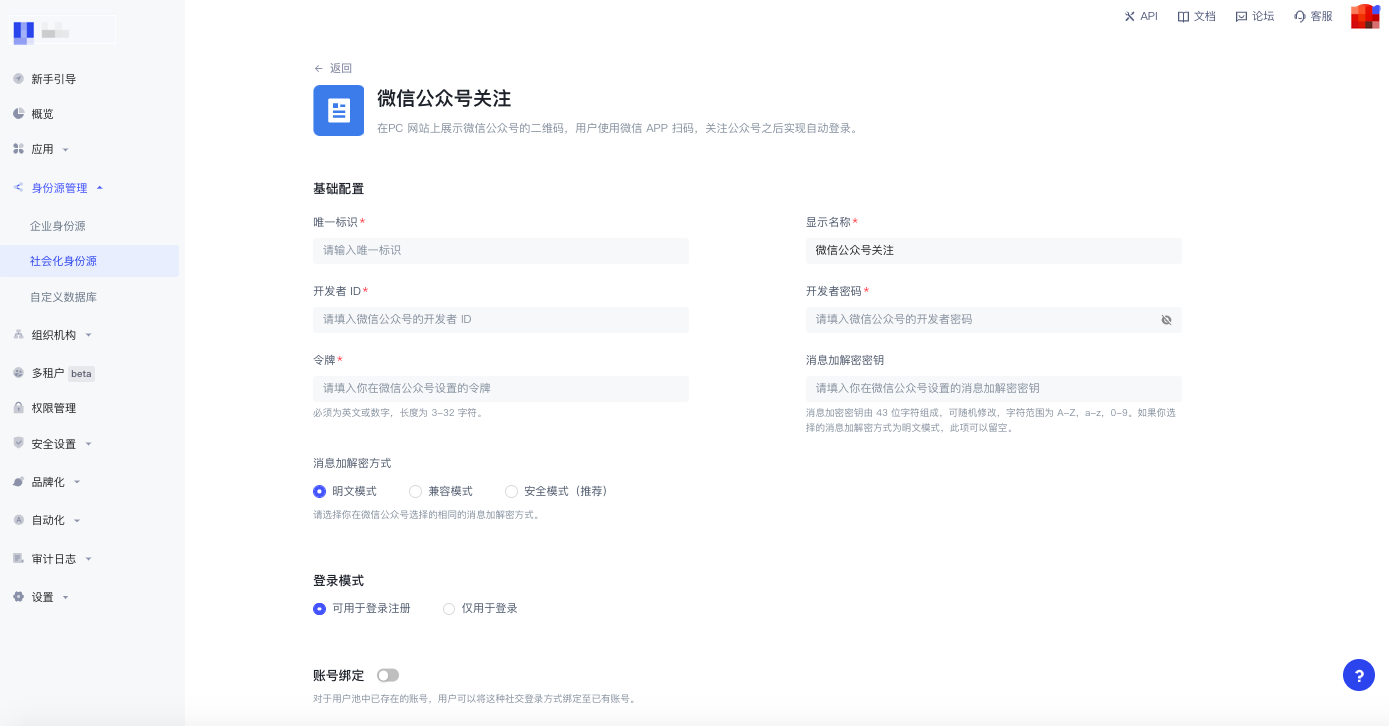 API
文档
论坛
客服
新手引导
概览
应用
身份源管理
企业身份源
社会化身份源
自定义数据库
组织机构
多租户 beta
权限管理
安全设置
品牌化
自动化
审计日志
设置
← 返回
微信公众号关注
在PC 网站上展示微信公众号的二维码，用户使用微信 APP 扫码，关注公众号之后实现自动登录。
基础配置
唯一标识*
请输入唯一标识
显示名称*
微信公众号关注
开发者 ID*
请填入微信公众号的开发者 ID
开发者密码*
请填入微信公众号的开发者密码
令牌*
请填入你在微信公众号设置的令牌
必须为英文或数字，长度为 3-32 字符。
消息加解密密钥
请填入你在微信公众号设置的消息加解密密钥
消息加密密钥由 43 位字符组成，可随机修改，字符范围为 A-Z，a-z，0-9。如果你选
择的消息加解密方式为明文模式，此项可以留空。
消息加解密方式
明文模式
兼容模式
安全模式（推荐）
请选择你在微信公众号选择的相同的消息加解密方式。
登录模式
可用于登录注册
仅用于登录
账号绑定
对于用户池中已存在的账号，用户可以将这种社交登录方式绑定至已有账号。
?